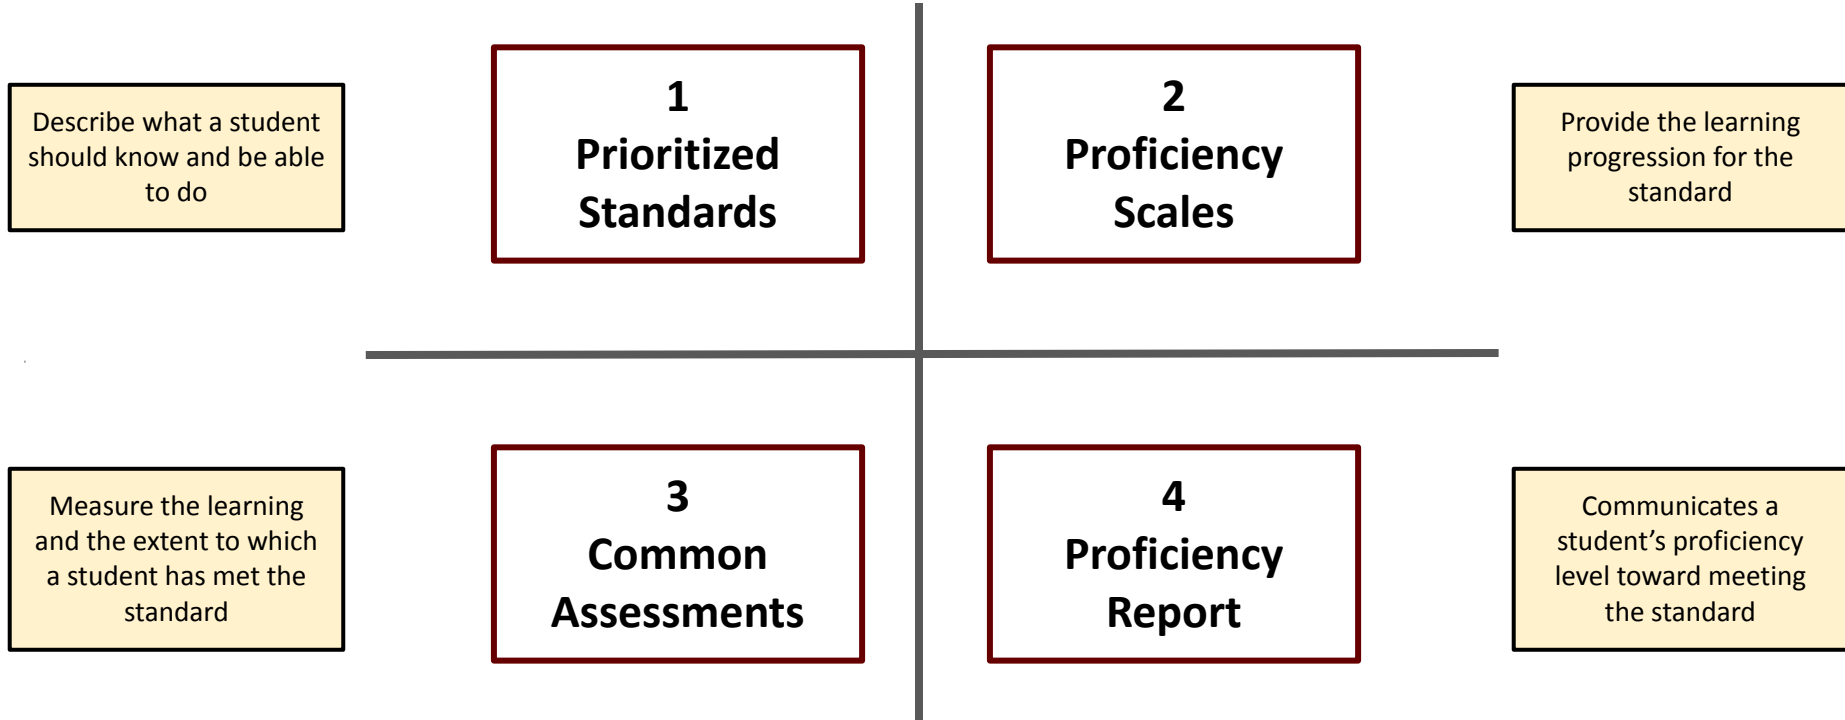 Describe what a student
should know and be able
to do
1
Prioritized
Standards
2
Proficiency
Scales
Provide the learning
progression for the
standard
Measure the learning
and the extent to which
a student has met the
standard
3
Common
Assessments
4
Proficiency
Report
Communicates a
student’s proficiency
level toward meeting
the standard